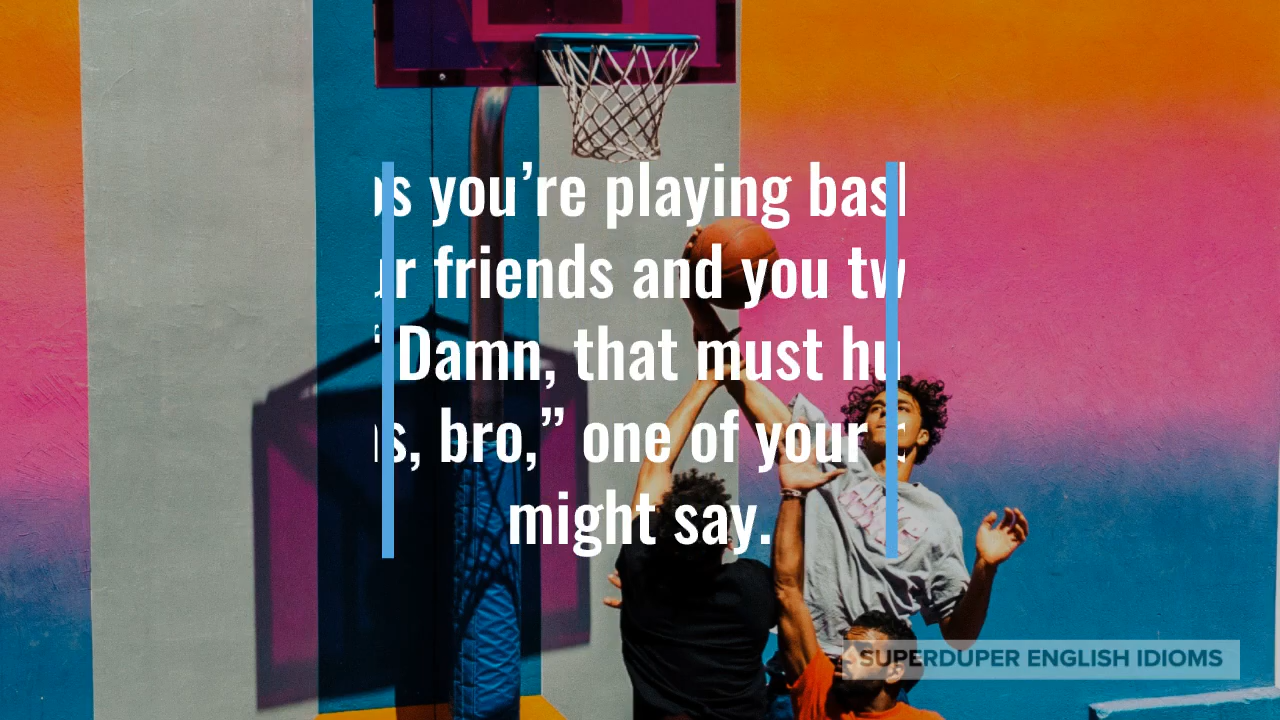 you’re playing
friends and you
“Damn, that must
bro,” one of your
might say.
SUPERDUPER ENGLISH IDIOMS